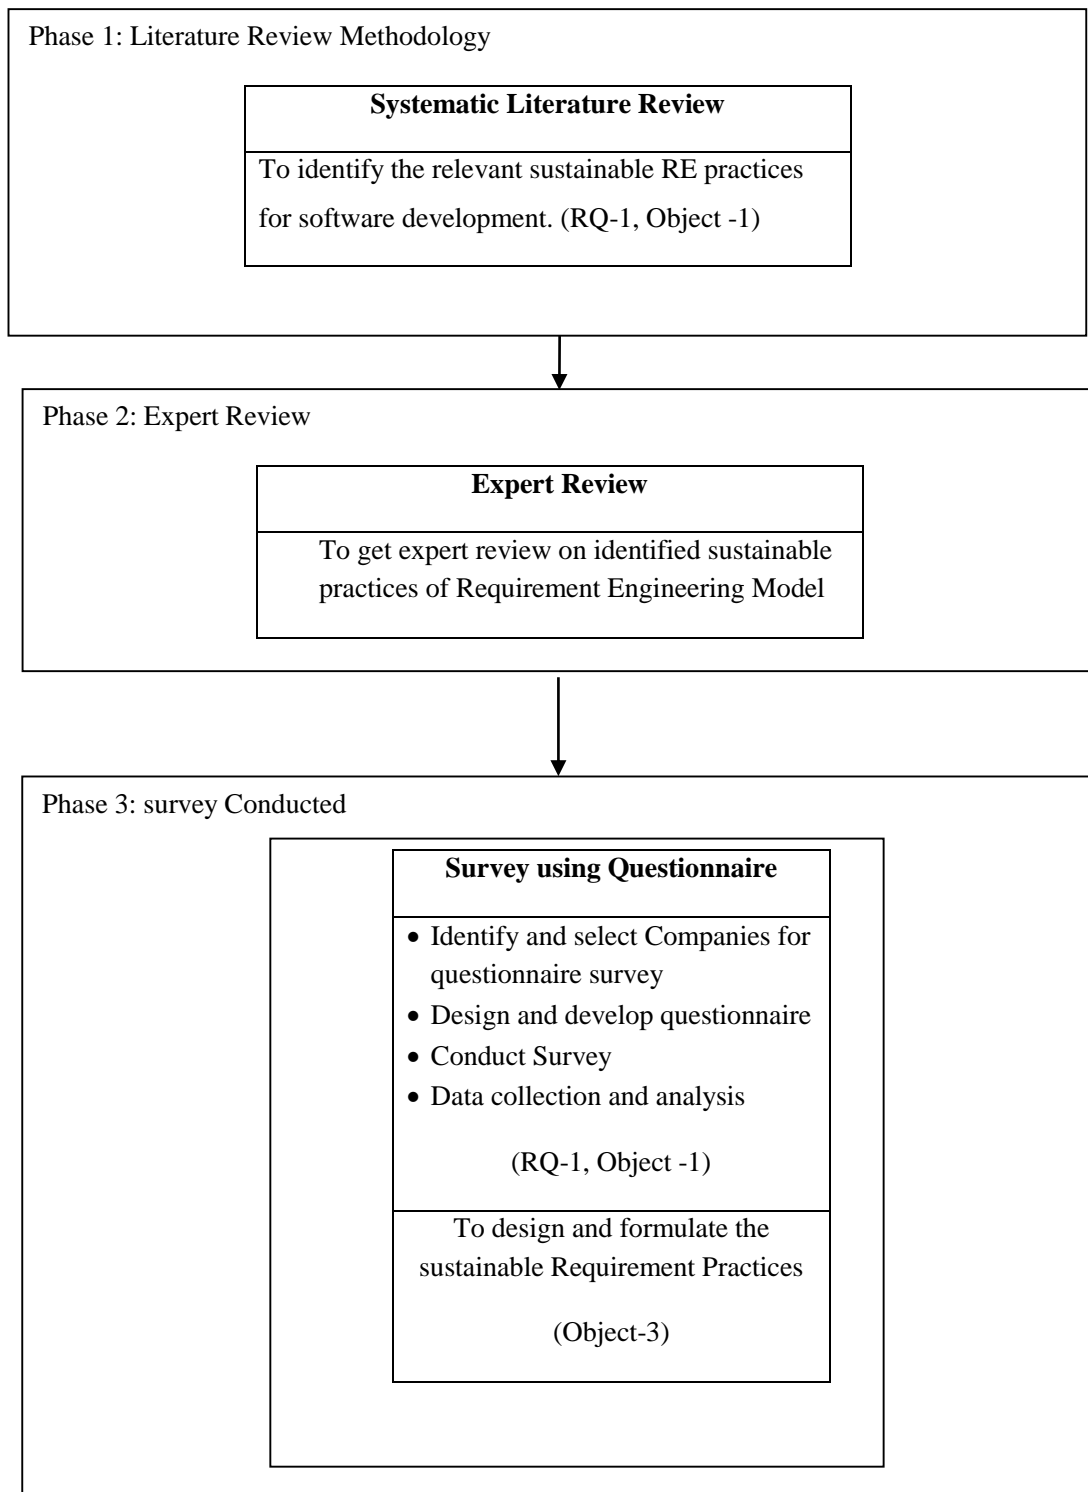 Phase 1: Literature Review Methodology
Systematic Literature Review
To identify the relevant sustainable RE practices
for software development. (RQ-1, Object -1)
Phase 2: Expert Review
Expert Review
To get expert review on identified sustainable
practices of Requirement Engineering Model
Phase 3: survey Conducted
Survey using Questionnaire
• Identify and select Companies for
questionnaire survey
• Design and develop questionnaire
• Conduct Survey
• Data collection and analysis
(RQ-1, Object -1)
To design and formulate the
sustainable Requirement Practices
(Object-3)